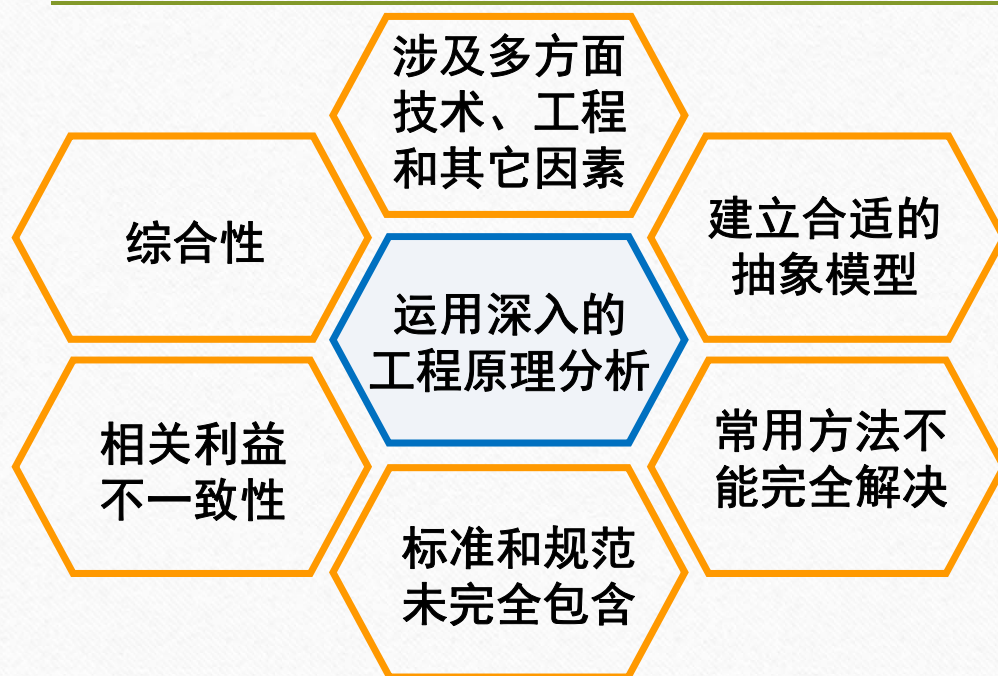 涉及多方面
技术、工程
和其它因素
综合性
建立合适的
抽象模型
运用深入的
工程原理分析
相关利益
不一致性
常用方法不
能完全解决
标准和规范
未完全包含